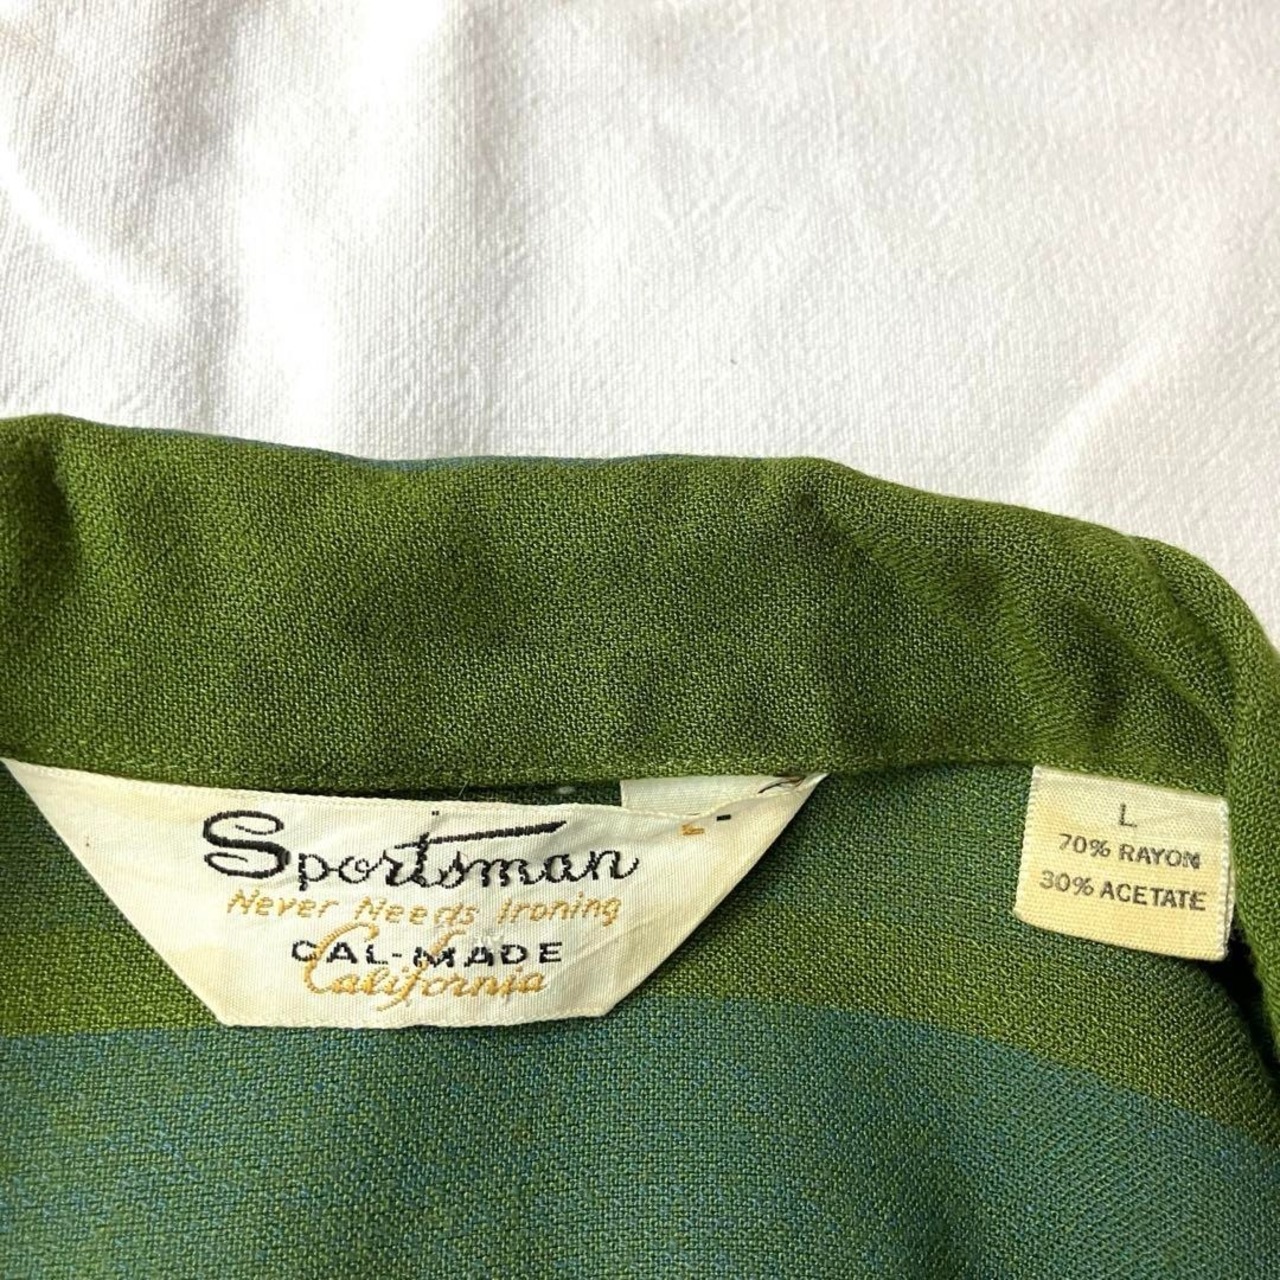 Sportsman
Never Needs Ironing
CAL-MADE
California
L
70% RAYON
30% ACETATE